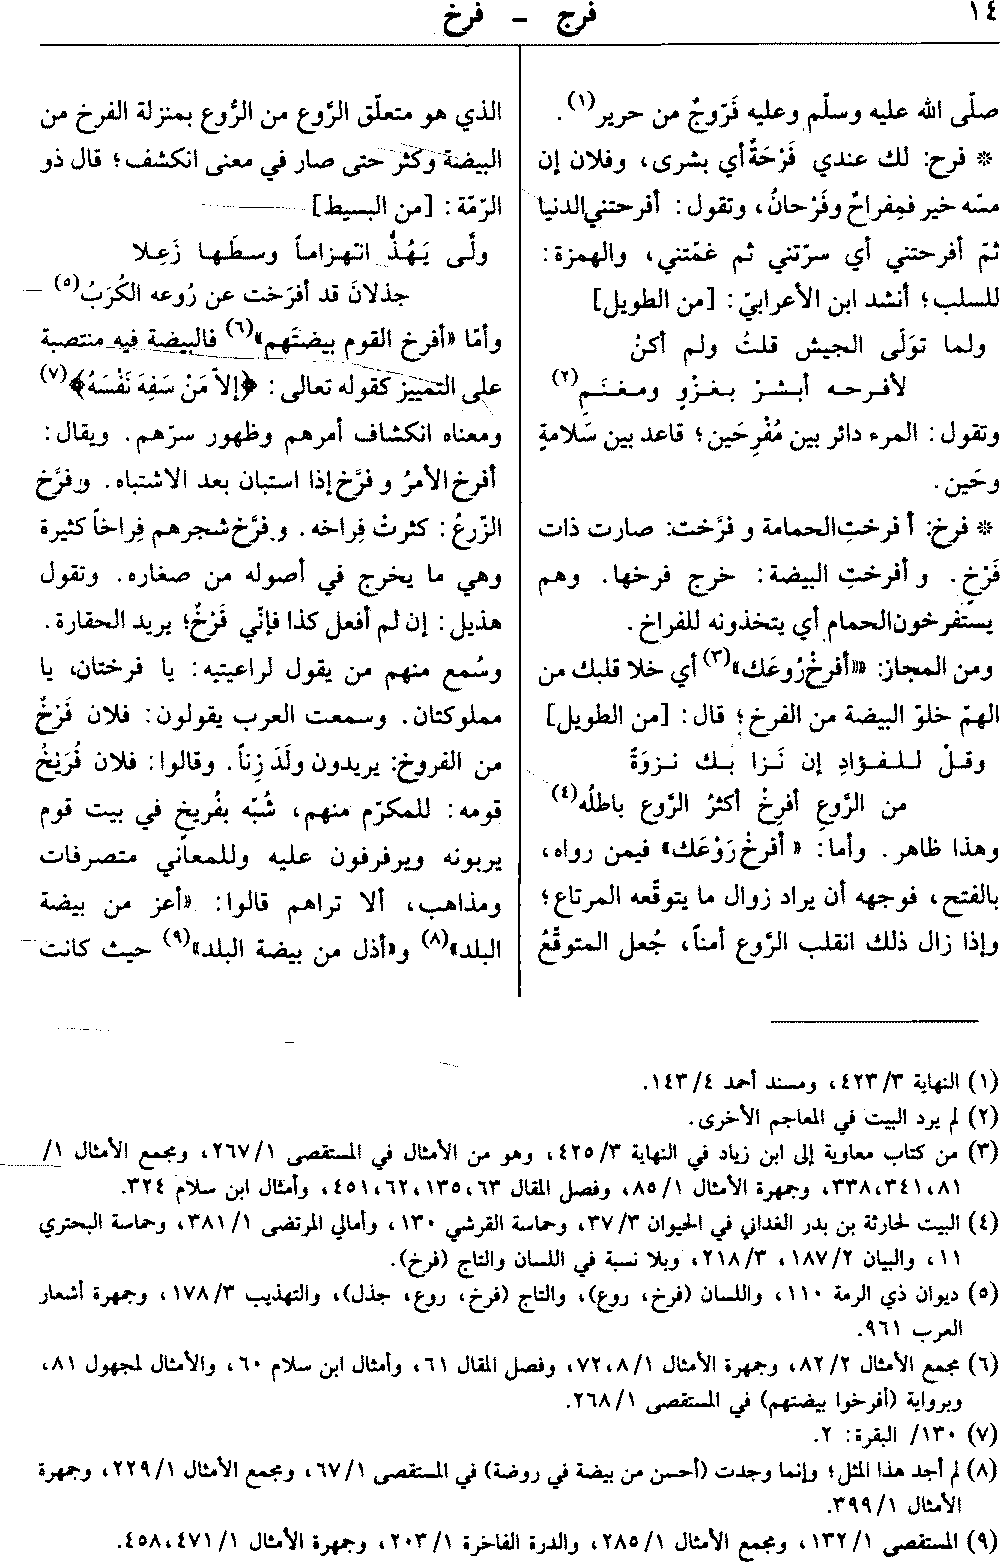 ١٤
فرج - فرخ
صلّى الله عليه وسلّم وعليه فَرّوجٌ من حرير(١).
* فرح: لك عندي فَرْحَةٌ أي بشرى، وفلان إن
مسّه خير فمِفراحٌ وفَرْحانُ، وتقول: أفرحتني الدنيا
ثمّ أفرحتني أي سرّتني ثم غمّتني، والهمزة:
للسلب؛ أنشد ابن الأعرابيّ: [من الطويل]
ولما توَلَى الجيش قلتُ ولم أكنُ
لأفرحه أبشرْ بغزْوٍ ومغنَمِ(٢)
وتقول: المرء دائر بين مُفْرِحَين؛ قاعد بين سَلامةٍ
وحَين.
* فرخ: أفرختِ الحمامة وفرَّخت: صارت ذات
فَرْخٍ. وأفرختِ البيضة: خرج فرخها. وهم
يستفرخون الحمام أي يتخذونه للفراخ.
ومن المجاز: «أفرخْ رُوعَك»(٣) أي خلا قلبك من
الهمّ خلوّ البيضة من الفرخ؛ قال: [من الطويل]
وقلْ للفؤادِ إن نَزا بك نزوَةً
من الرَّوعِ أفرِخْ أكثرُ الرَّوع باطلُه(٤)
وهذا ظاهر. وأما: «أفرخْ رَوْعَك» فيمن رواه،
بالفتح، فوجهه أن يراد زوال ما يتوقّعه المرتاع؛
وإذا زال ذلك انقلب الرَّوع أمناً، جُعل المتوقَّعُ
الذي هو متعلّق الرَّوع من الرُّوع بمنزلة الفرخ من
البيضة وكثر حتى صار في معنى انكشف؛ قال ذو
الرّمّة: [من البسيط]
ولَّى يَهُذُّ انتهزاماً وسطَها زَعِلا
جذلانَ قد أفرَخت عن رُوعه الكُرَبُ(٥)
وأمّا «أفرخ القوم بيضتَهم»(٦) فالبيضة فيه منتصبة
على التمييز كقوله تعالى: ﴿إلاّ مَنْ سَفِهَ نَفْسَهُ﴾(٧)
ومعناه انكشاف أمرهم وظهور سرّهم. ويقال:
أفرخ الأمرُ وفرَّخ إذا استبان بعد الاشتباه. وفرَّخ
الزّرعُ: كثرتْ فِراخه. وفرَّخ شجرهم فِراخاً كثيرة
وهي ما يخرج في أصوله من صغاره. وتقول
هذيل: إن لم أفعل كذا فإنّي فَرْخٌ؛ يريد الحقارة.
وسُمع منهم من يقول لراعيتيه: يا فرختان، يا
مملوكتان. وسمعت العرب يقولون: فلان فَرْخٌ
من الفروخ: يريدون ولَدَ زِناً. وقالوا: فلان فُرَيْخُ
قومه: للمكرّم منهم، شُبّه بفُريخٍ في بيت قوم
يربونه ويرفرفون عليه وللمعاني متصرفات
ومذاهب، ألا تراهم قالوا: «أعز من بيضة
البلد»(٨) و«أذل من بيضة البلد»(٩) حيث كانت
(١) النهاية ٤٢٣/٣، ومسند أحمد ١٤٣/٤.
(٢) لم يرد البيت في المعاجم الأخرى.
(٣) من كتاب معاوية إلى ابن زياد في النهاية ٤٢٥/٣، وهو من الأمثال في المستقصى ٢٦٧/١، ومجمع الأمثال ١/
٣٣٨،٣٤١،٨١، وجمهرة الأمثال ٨٥/١، وفصل المقال ٤٥١،٦٢،١٣٥،٦٣، وأمثال ابن سلام ٣٢٤.
(٤) البيت لحارثة بن بدر الغداني في الحيوان ٣٧/٣، وحماسة القرشي ١٣٠، وأمالي المرتضى ٣٨١/١، وحماسة البحتري
١١، والبيان ١٨٧/٢، ٢١٨/٣، وبلا نسبة في اللسان والتاج (فرخ).
(٥) ديوان ذي الرمة ١١٠، واللسان (فرخ، روع)، والتاج (فرخ، روع، جذل)، والتهذيب ١٧٨/٣، وجمهرة أشعار
العرب ٩٦١.
(٦) مجمع الأمثال ٨٢/٢، وجمهرة الأمثال ٧٢،٨/١، وفصل المقال ٦١، وأمثال ابن سلام ٦٠، والأمثال لمجهول ٨١،
وبرواية (أفرخوا بيضتهم) في المستقصى ٢٦٨/١.
(٧) ١٣٠/ البقرة: ٢.
(٨) لم أجد هذا المثل؛ وإنما وجدت (أحسن من بيضة في روضة) في المستقصى ٦٧/١، ومجمع الأمثال ٢٢٩/١، وجمهرة
الأمثال ٣٩٩/١.
(٩) المستقصى ١٣٢/١، ومجمع الأمثال ٢٨٥/١، والدرة الفاخرة ٢٠٣/١، وجمهرة الأمثال ٤٥٨،٤٧١/١.